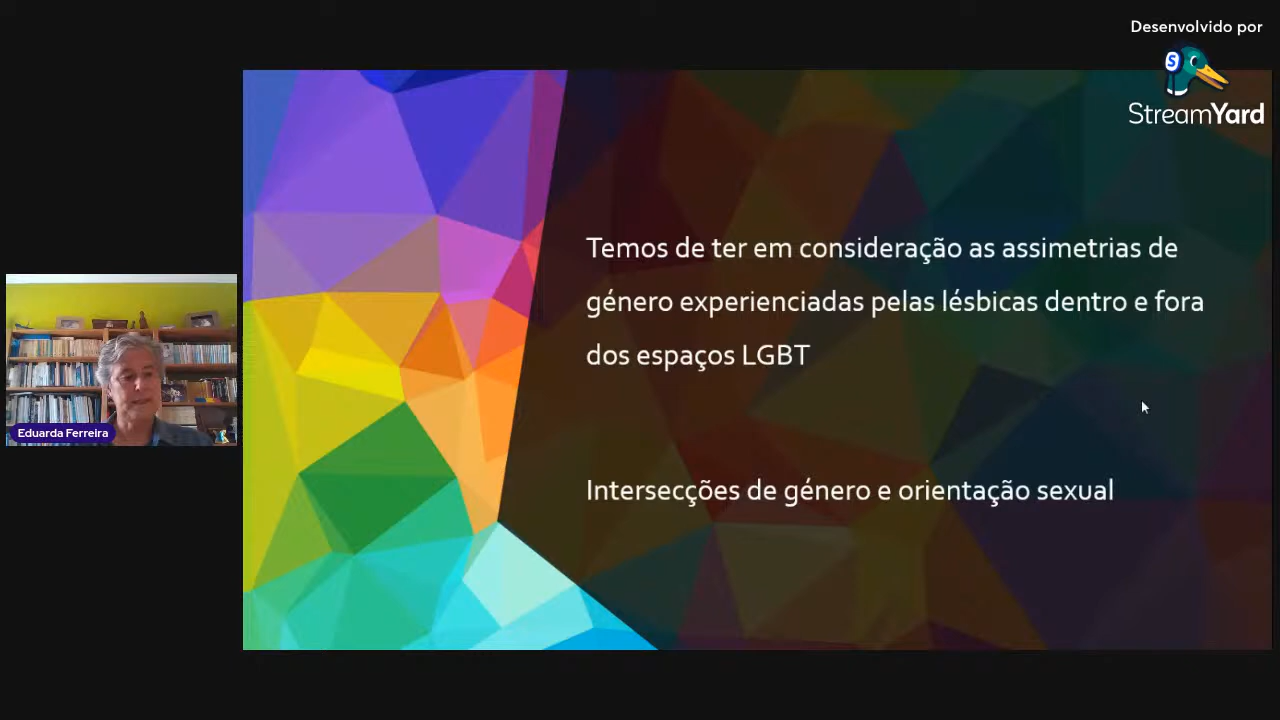 Desenvolvido por
StreamYard
Temos de ter em consideração as assimetrias de
género experienciadas pelas lésbicas dentro e fora
dos espaços LGBT
Eduarda Ferreira
Intersecções de género e orientação sexual